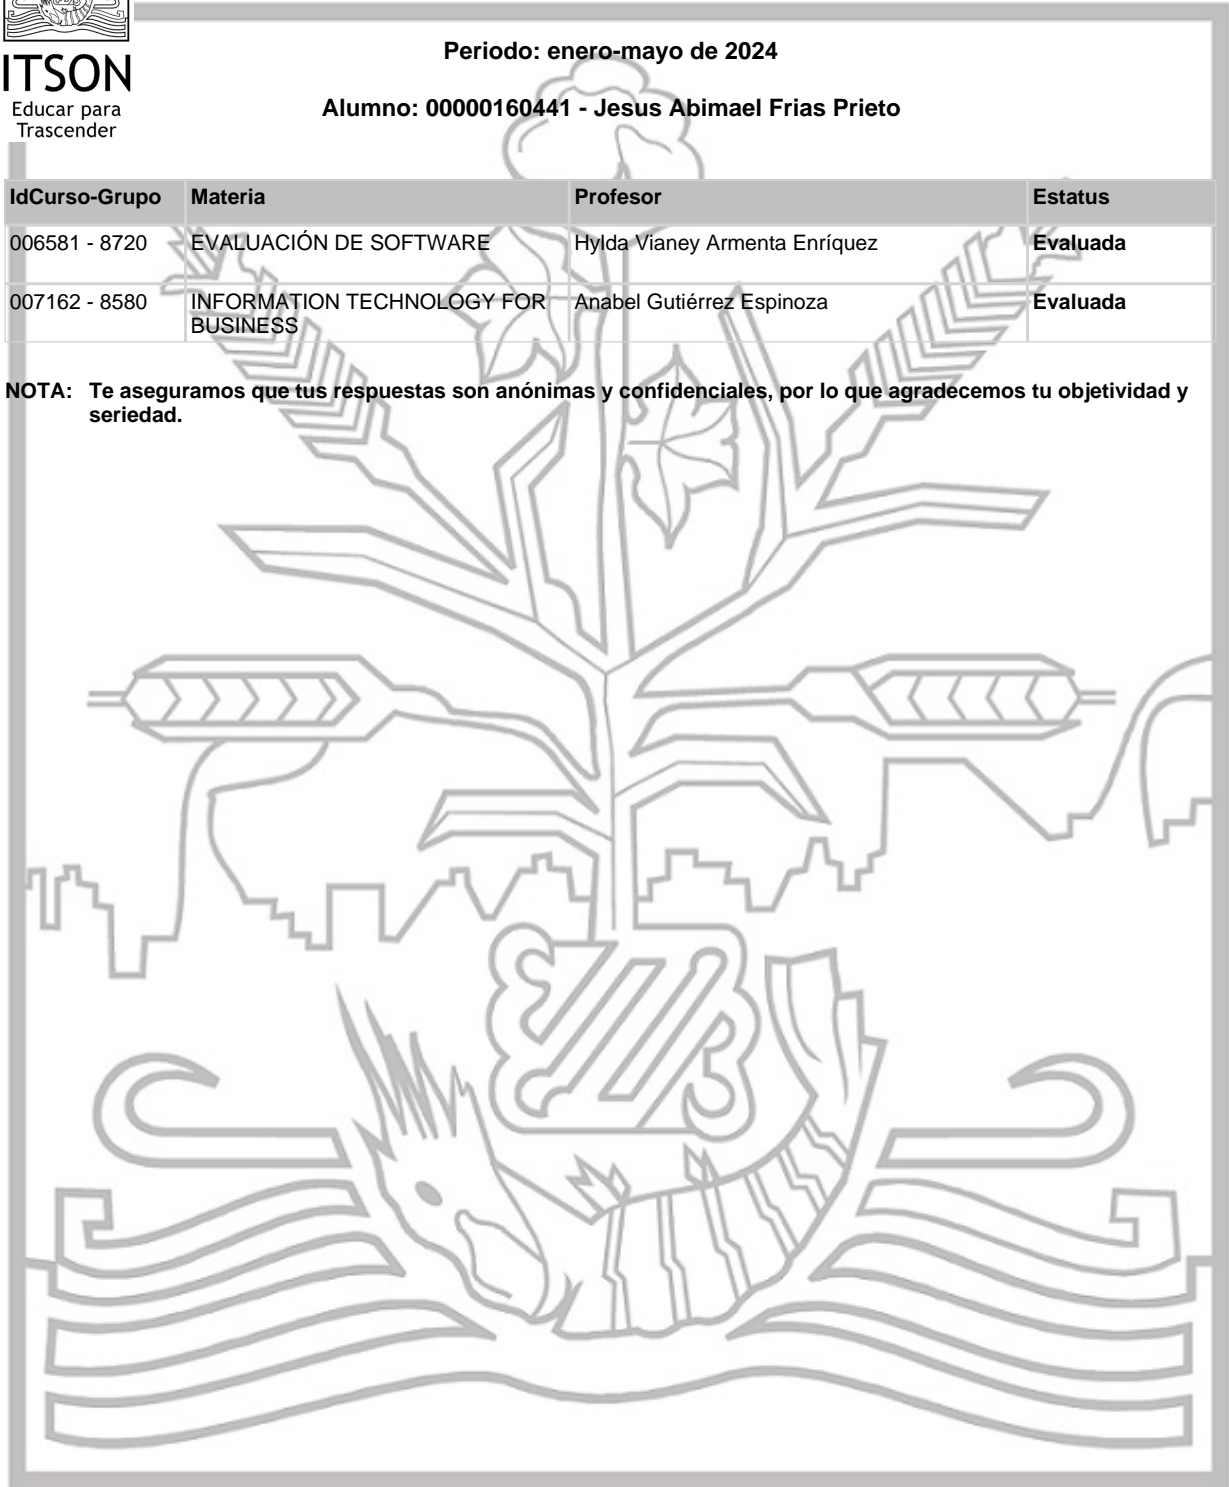 ITSON
Educar para
Trascender
Periodo: enero-mayo de 2024
Alumno: 00000160441 - Jesus Abimael Frias Prieto
IdCurso-Grupo Materia Profesor Estatus
006581 - 8720 EVALUACIÓN DE SOFTWARE Hylda Vianey Armenta Enríquez Evaluada
007162 - 8580 INFORMATION TECHNOLOGY FOR Anabel Gutiérrez Espinoza Evaluada
BUSINESS
NOTA: Te aseguramos que tus respuestas son anónimas y confidenciales, por lo que agradecemos tu objetividad y
seriedad.